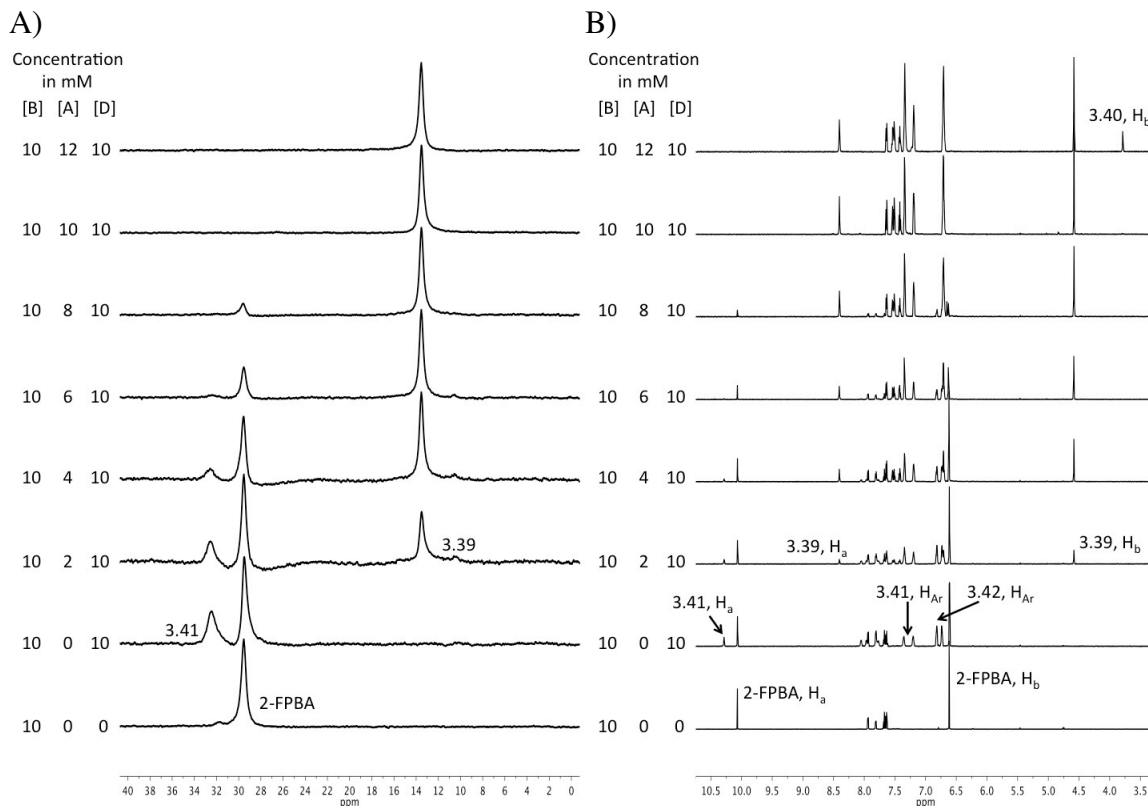 A)
Concentration
in mM
[B] [A] [D]
10 12 10
10 10 10
10 8 10
10 6 10
10 4 10
10 2 10
3.39
10 0 10
3.41
2-FPBA
10 0 0
40 38 36 34 32 30 28 26 24 22 20 18 16 14 12 10 8 6 4 2 0
ppm
B)
Concentration
in mM
[B] [A] [D]
3.40, Hb
10 12 10
10 10 10
10 8 10
10 6 10
10 4 10
3.39, Ha
3.39, Hb
10 2 10
3.41, Ha
3.41, HAr
3.42, HAr
10 0 10
2-FPBA, Ha
2-FPBA, Hb
10 0 0
10.5 10.0 9.5 9.0 8.5 8.0 7.5 7.0 6.5 6.0 5.5 5.0 4.5 4.0
ppm